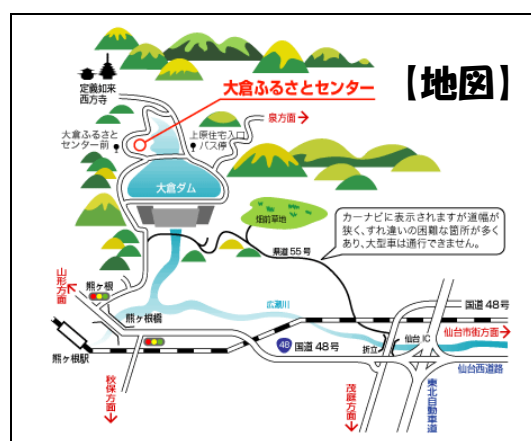 【地図】
大倉ふるさとセンター
定義如来
西方寺
泉方面
大倉ふるさと
センター前
上原住宅入口
バス停
大倉ダム
畑前草地
カーナビに表示されますが道幅が
狭く、すれ違いの困難な箇所が多く
あり、大型車は通行できません。
県道55号
山形方面
熊ヶ根
熊ヶ根橋
広瀬川
国道48号
仙台市街方面
熊ヶ根駅
48 国道48号
折立
仙台IC
仙台西道路
秋保方面
茂庭方面
東北自動車道